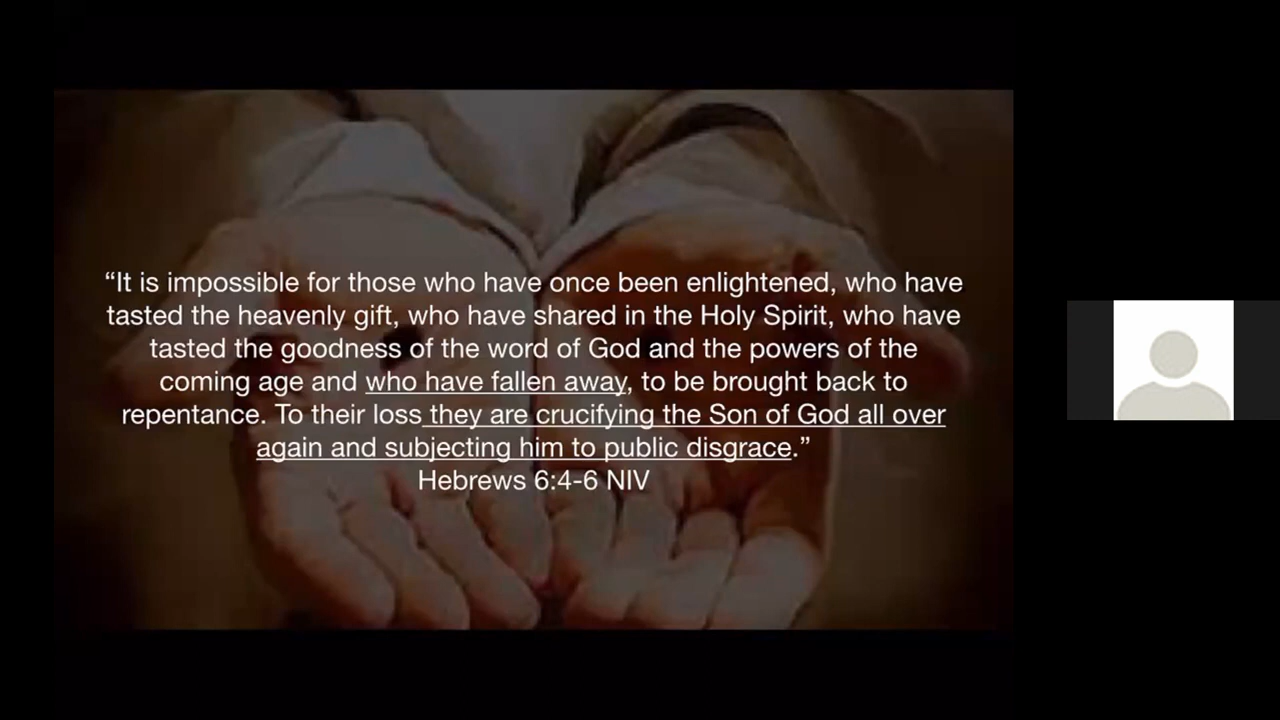 “It is impossible for those who have once been enlightened, who have
tasted the heavenly gift, who have shared in the Holy Spirit, who have
tasted the goodness of the word of God and the powers of the
coming age and who have fallen away, to be brought back to
repentance. To their loss they are crucifying the Son of God all over
again and subjecting him to public disgrace.”
Hebrews 6:4-6 NIV